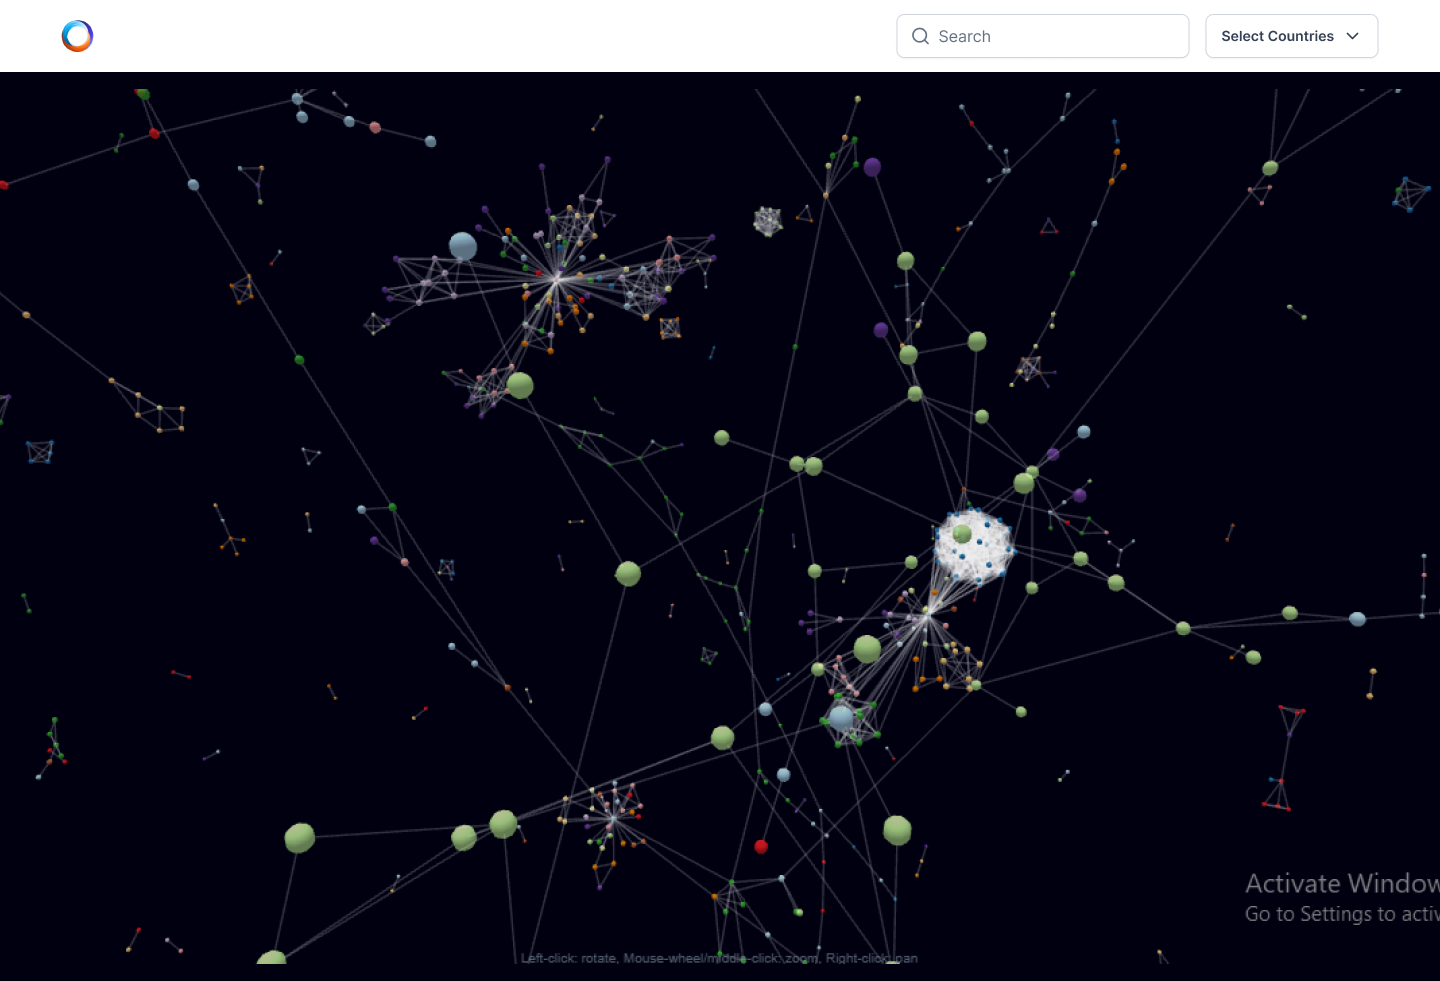 Search
Select Countries
Activate Window
Go to Settings to activ
Left-click: rotate, Mouse-wheel/middle-click: zoom, Right-click: pan